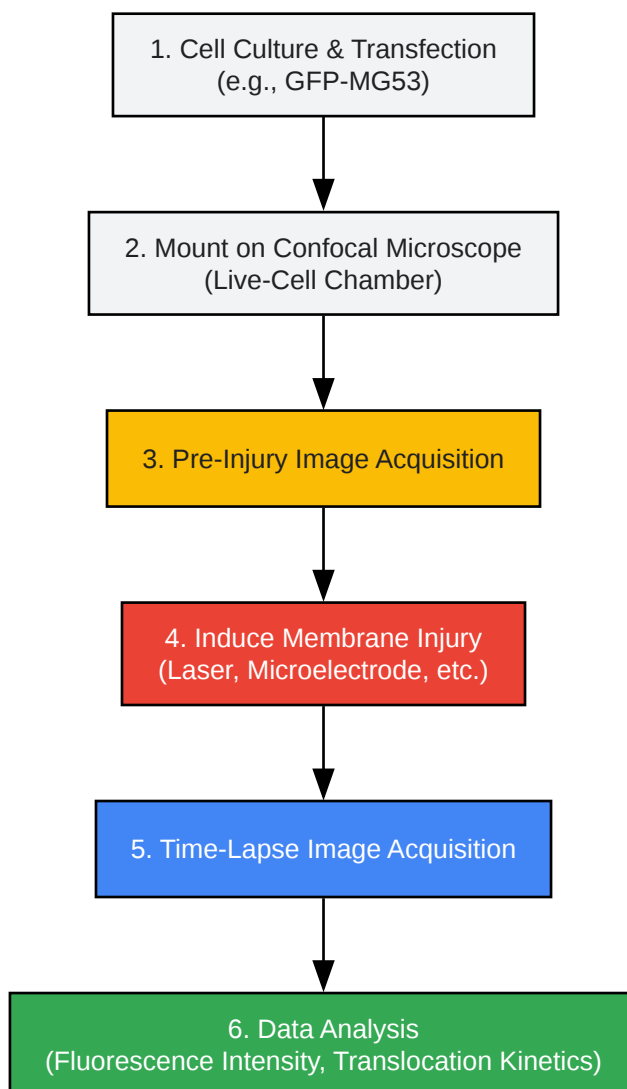 1. Cell Culture & Transfection
(e.g., GFP-MG53)
2. Mount on Confocal Microscope
(Live-Cell Chamber)
3. Pre-Injury Image Acquisition
4. Induce Membrane Injury
(Laser, Microelectrode, etc.)
5. Time-Lapse Image Acquisition
6. Data Analysis
(Fluorescence Intensity, Translocation Kinetics)